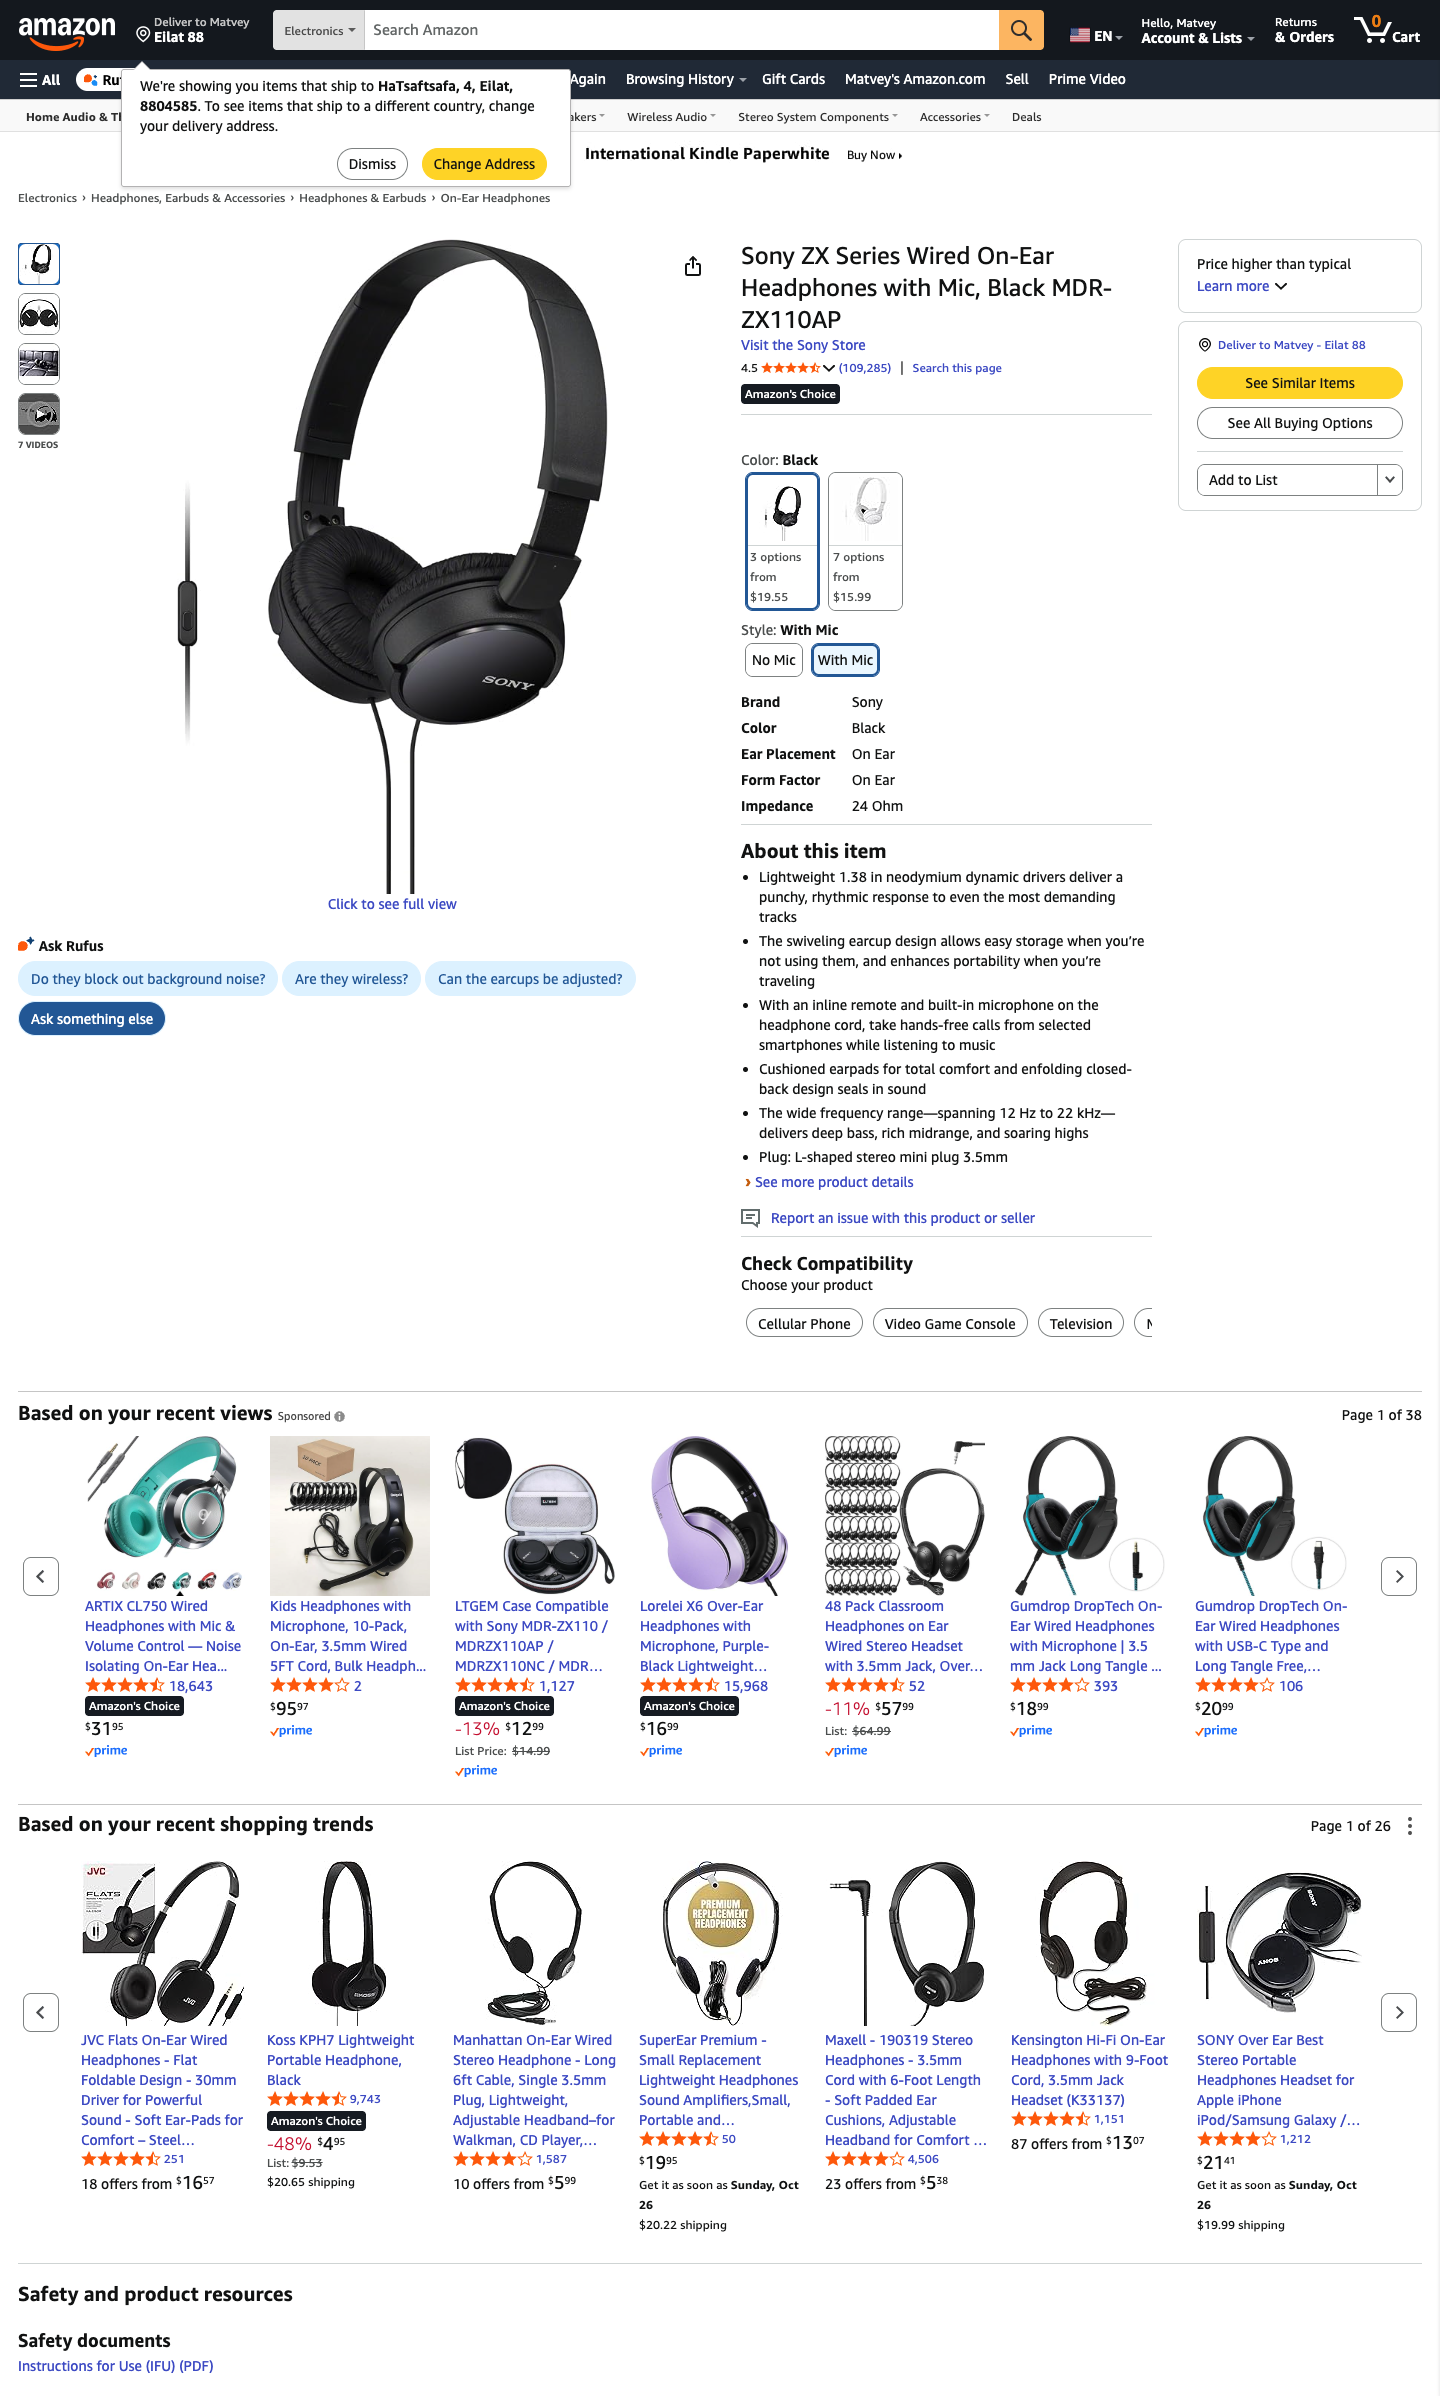 amazon
Deliver to Matvey
Eilat 88
Electronics
Search Amazon
EN
Hello, Matvey
Account & Lists
Returns
& Orders
0
Cart
All
Ru
Again
Browsing History
Gift Cards
Matvey's Amazon.com
Sell
Prime Video
We're showing you items that ship to HaTsaftsafa, 4, Eilat,
8804585. To see items that ship to a different country, change
your delivery address.
Dismiss
Change Address
Home Audio & Th
akers
Wireless Audio
Stereo System Components
Accessories
Deals
International Kindle Paperwhite
Buy Now
Electronics › Headphones, Earbuds & Accessories › Headphones & Earbuds › On-Ear Headphones
7 VIDEOS
SONY
Click to see full view
Ask Rufus
Do they block out background noise?
Are they wireless?
Can the earcups be adjusted?
Ask something else
Sony ZX Series Wired On-Ear
Headphones with Mic, Black MDR-
ZX110AP
Visit the Sony Store
4.5 (109,285) | Search this page
Amazon's Choice
Color: Black
3 options
from
$19.55
7 options
from
$15.99
Style: With Mic
No Mic
With Mic
Brand Sony
Color Black
Ear Placement On Ear
Form Factor On Ear
Impedance 24 Ohm
About this item
• Lightweight 1.38 in neodymium dynamic drivers deliver a
punchy, rhythmic response to even the most demanding
tracks
• The swiveling earcup design allows easy storage when you're
not using them, and enhances portability when you're
traveling
• With an inline remote and built-in microphone on the
headphone cord, take hands-free calls from selected
smartphones while listening to music
• Cushioned earpads for total comfort and enfolding closed-
back design seals in sound
• The wide frequency range—spanning 12 Hz to 22 kHz—
delivers deep bass, rich midrange, and soaring highs
• Plug: L-shaped stereo mini plug 3.5mm
› See more product details
Report an issue with this product or seller
Check Compatibility
Choose your product
Cellular Phone
Video Game Console
Television
Price higher than typical
Learn more
Deliver to Matvey - Eilat 88
See Similar Items
See All Buying Options
Add to List
Based on your recent views Sponsored
Page 1 of 38
ARTIX CL750 Wired
Headphones with Mic &
Volume Control — Noise
Isolating On-Ear Hea...
18,643
Amazon's Choice
$3195
prime
Kids Headphones with
Microphone, 10-Pack,
On-Ear, 3.5mm Wired
5FT Cord, Bulk Headph...
2
$9597
prime
LTGEM Case Compatible
with Sony MDR-ZX110 /
MDRZX110AP /
MDRZX110NC / MDR...
1,127
Amazon's Choice
-13% $1299
List Price: $14.99
prime
Lorelei X6 Over-Ear
Headphones with
Microphone, Purple-
Black Lightweight...
15,968
Amazon's Choice
$1699
prime
48 Pack Classroom
Headphones on Ear
Wired Stereo Headset
with 3.5mm Jack, Over...
52
-11% $5799
List: $64.99
prime
Gumdrop DropTech On-
Ear Wired Headphones
with Microphone | 3.5
mm Jack Long Tangle ...
393
$1899
prime
Gumdrop DropTech On-
Ear Wired Headphones
with USB-C Type and
Long Tangle Free,...
106
$2099
prime
Based on your recent shopping trends
Page 1 of 26
JVC
FLATS
JVC
JVC Flats On-Ear Wired
Headphones - Flat
Foldable Design - 30mm
Driver for Powerful
Sound - Soft Ear-Pads for
Comfort – Steel...
251
18 offers from $1657
KOSS
Koss KPH7 Lightweight
Portable Headphone,
Black
9,743
Amazon's Choice
-48% $495
List: $9.53
$20.65 shipping
Manhattan On-Ear Wired
Stereo Headphone - Long
6ft Cable, Single 3.5mm
Plug, Lightweight,
Adjustable Headband–for
Walkman, CD Player,...
1,587
10 offers from $599
PREMIUM
REPLACEMENT
HEADPHONES
SuperEar Premium -
Small Replacement
Lightweight Headphones
Sound Amplifiers,Small,
Portable and...
50
$1995
Get it as soon as Sunday, Oct
26
$20.22 shipping
Maxell - 190319 Stereo
Headphones - 3.5mm
Cord with 6-Foot Length
- Soft Padded Ear
Cushions, Adjustable
Headband for Comfort ...
4,506
23 offers from $538
Kensington Hi-Fi On-Ear
Headphones with 9-Foot
Cord, 3.5mm Jack
Headset (K33137)
1,151
87 offers from $1307
SONY
SONY
SONY Over Ear Best
Stereo Portable
Headphones Headset for
Apple iPhone
iPod/Samsung Galaxy /...
1,212
$2141
Get it as soon as Sunday, Oct
26
$19.99 shipping
Safety and product resources
Safety documents
Instructions for Use (IFU) (PDF)